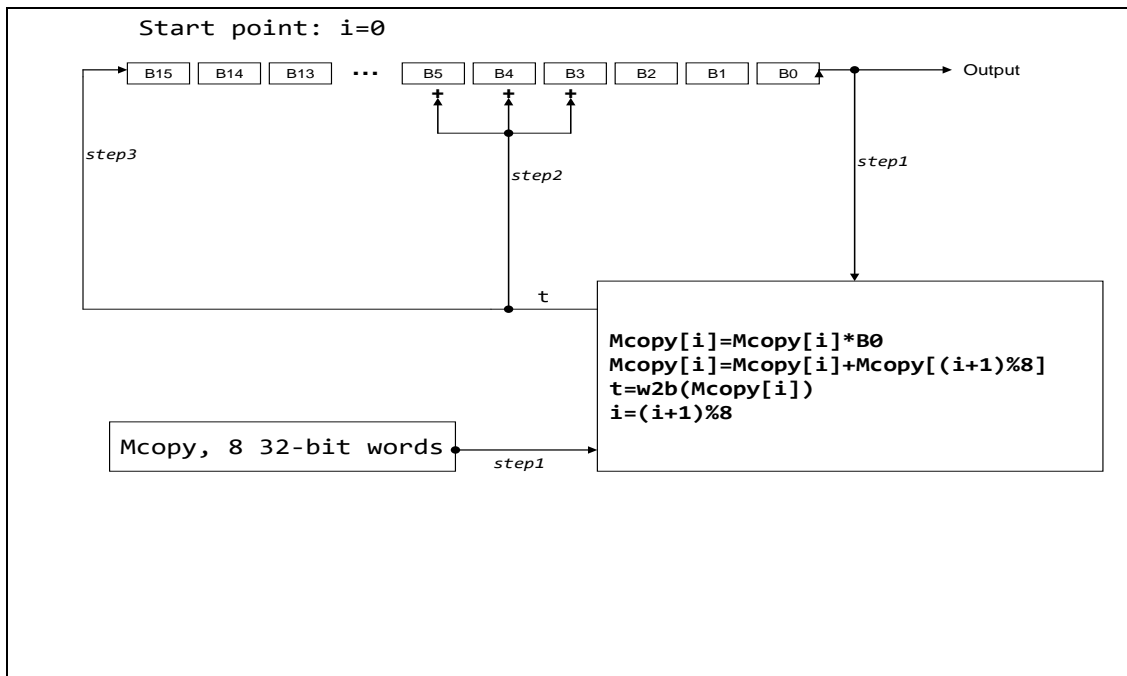 Start point: i=0
B15 B14 B13 ... B5 B4 B3 B2 B1 B0 Output
+ + +
step3
step2
step1
t
Mcopy[i]=Mcopy[i]*B0
Mcopy[i]=Mcopy[i]+Mcopy[(i+1)%8]
t=w2b(Mcopy[i])
i=(i+1)%8
Mcopy, 8 32-bit words
step1